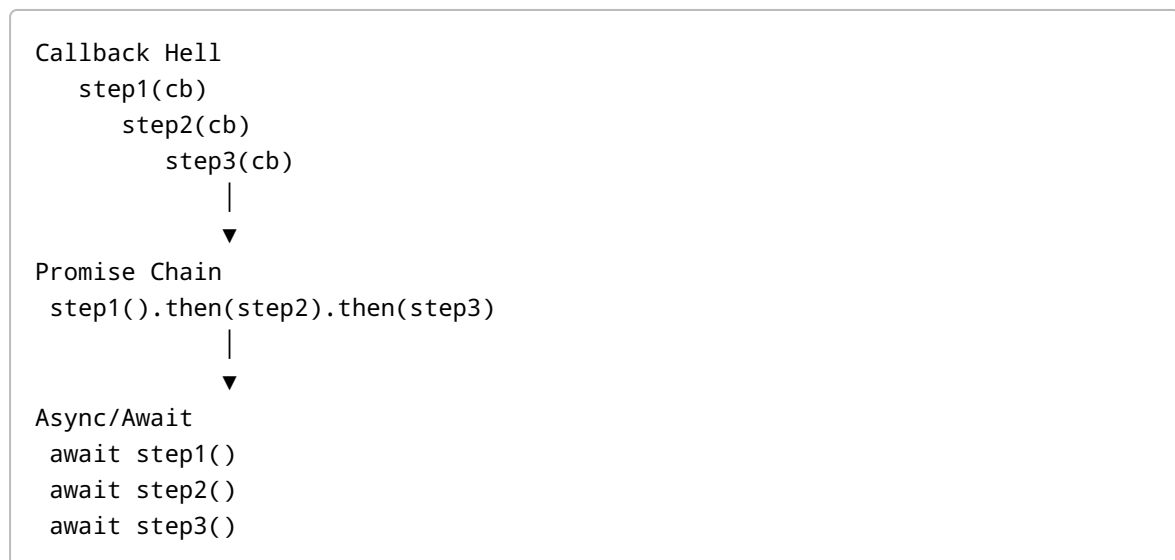 Callback Hell
step1(cb)
step2(cb)
step3(cb)
Promise Chain
step1().then(step2).then(step3)
Async/Await
await step1()
await step2()
await step3()